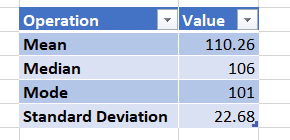 Operation Value
Mean 110.26
Median 106
Mode 101
Standard Deviation 22.68